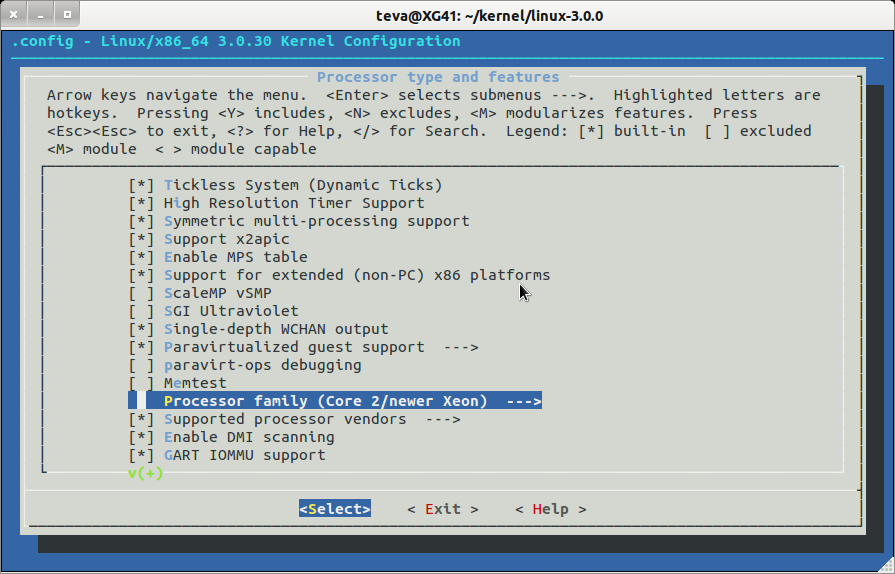 teva@XG41: ~/kernel/linux-3.0.0
.config - Linux/x86_64 3.0.30 Kernel Configuration
Processor type and features
Arrow keys navigate the menu.  <Enter> selects submenus --->.  Highlighted letters are
hotkeys.  Pressing <Y> includes, <N> excludes, <M> modularizes features.  Press
<Esc><Esc> to exit, <?> for Help, </> for Search.  Legend: [*] built-in  [ ] excluded
<M> module  < > module capable
[*] Tickless System (Dynamic Ticks)
[*] High Resolution Timer Support
[*] Symmetric multi-processing support
[*] Support x2apic
[*] Enable MPS table
[*] Support for extended (non-PC) x86 platforms
[ ] ScaleMP vSMP
[ ] SGI Ultraviolet
[*] Single-depth WCHAN output
[*] Paravirtualized guest support  --->
[ ] paravirt-ops debugging
[ ] Memtest
Processor family (Core 2/newer Xeon)  --->
[*] Supported processor vendors  --->
[*] Enable DMI scanning
[*] GART IOMMU support
v(+)
<Select>    < Exit >    < Help >